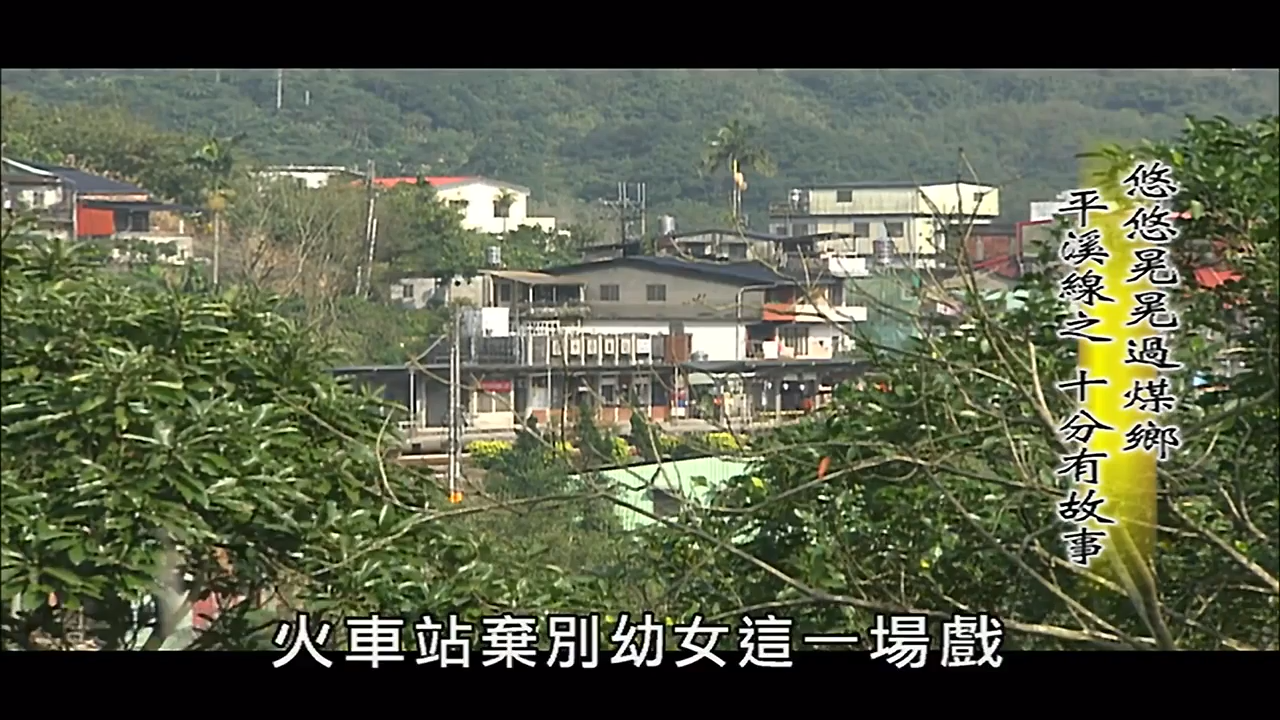 悠悠晃晃過煤鄉
平溪線之 十分有故事
火車站棄別幼女這一場戲